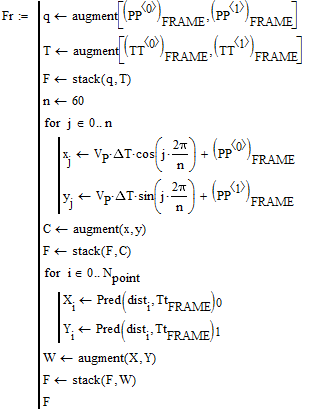 Fr := q ← augment[(PP^⟨0⟩)_FRAME, (PP^⟨1⟩)_FRAME]
T ← augment[(TT^⟨0⟩)_FRAME, (TT^⟨1⟩)_FRAME]
F ← stack(q, T)
n ← 60
for j ∈ 0..n
x_j ← V_P·ΔT·cos(j·2π/n) + (PP^⟨0⟩)_FRAME
y_j ← V_P·ΔT·sin(j·2π/n) + (PP^⟨1⟩)_FRAME
C ← augment(x, y)
F ← stack(F, C)
for i ∈ 0..N_point
X_i ← Pred(dist_i, Tt_FRAME)0
Y_i ← Pred(dist_i, Tt_FRAME)1
W ← augment(X, Y)
F ← stack(F, W)
F